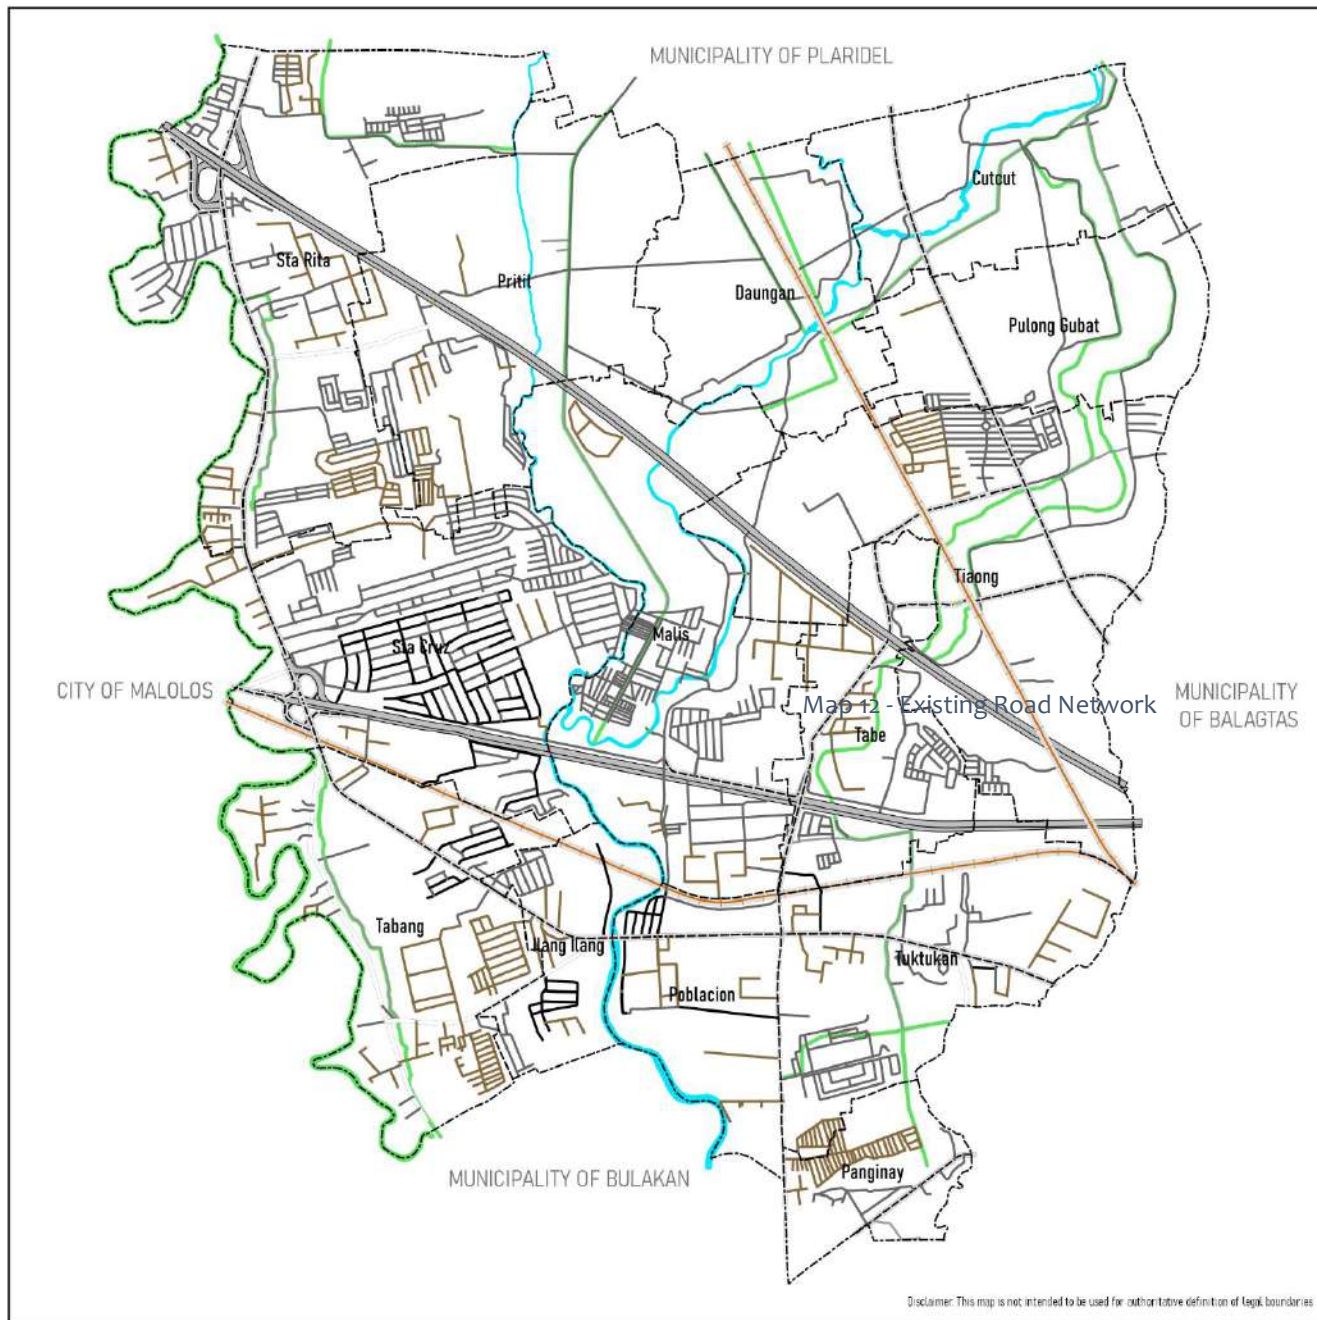 MUNICIPALITY OF PLARIDEL
Cutcut
Sta Rita
Pritil
Daungan
Pulong Gubat
Tiaong
Malis
Sta Cruz
CITY OF MALOLOS
Map 12 - Existing Road Network
MUNICIPALITY
OF BALAGTAS
Tabe
Tabang
Ilang Ilang
Tuktukan
Poblacion
MUNICIPALITY OF BULAKAN
Panginay
Disclaimer: This map is not intended to be used for authoritative definition of legal boundaries